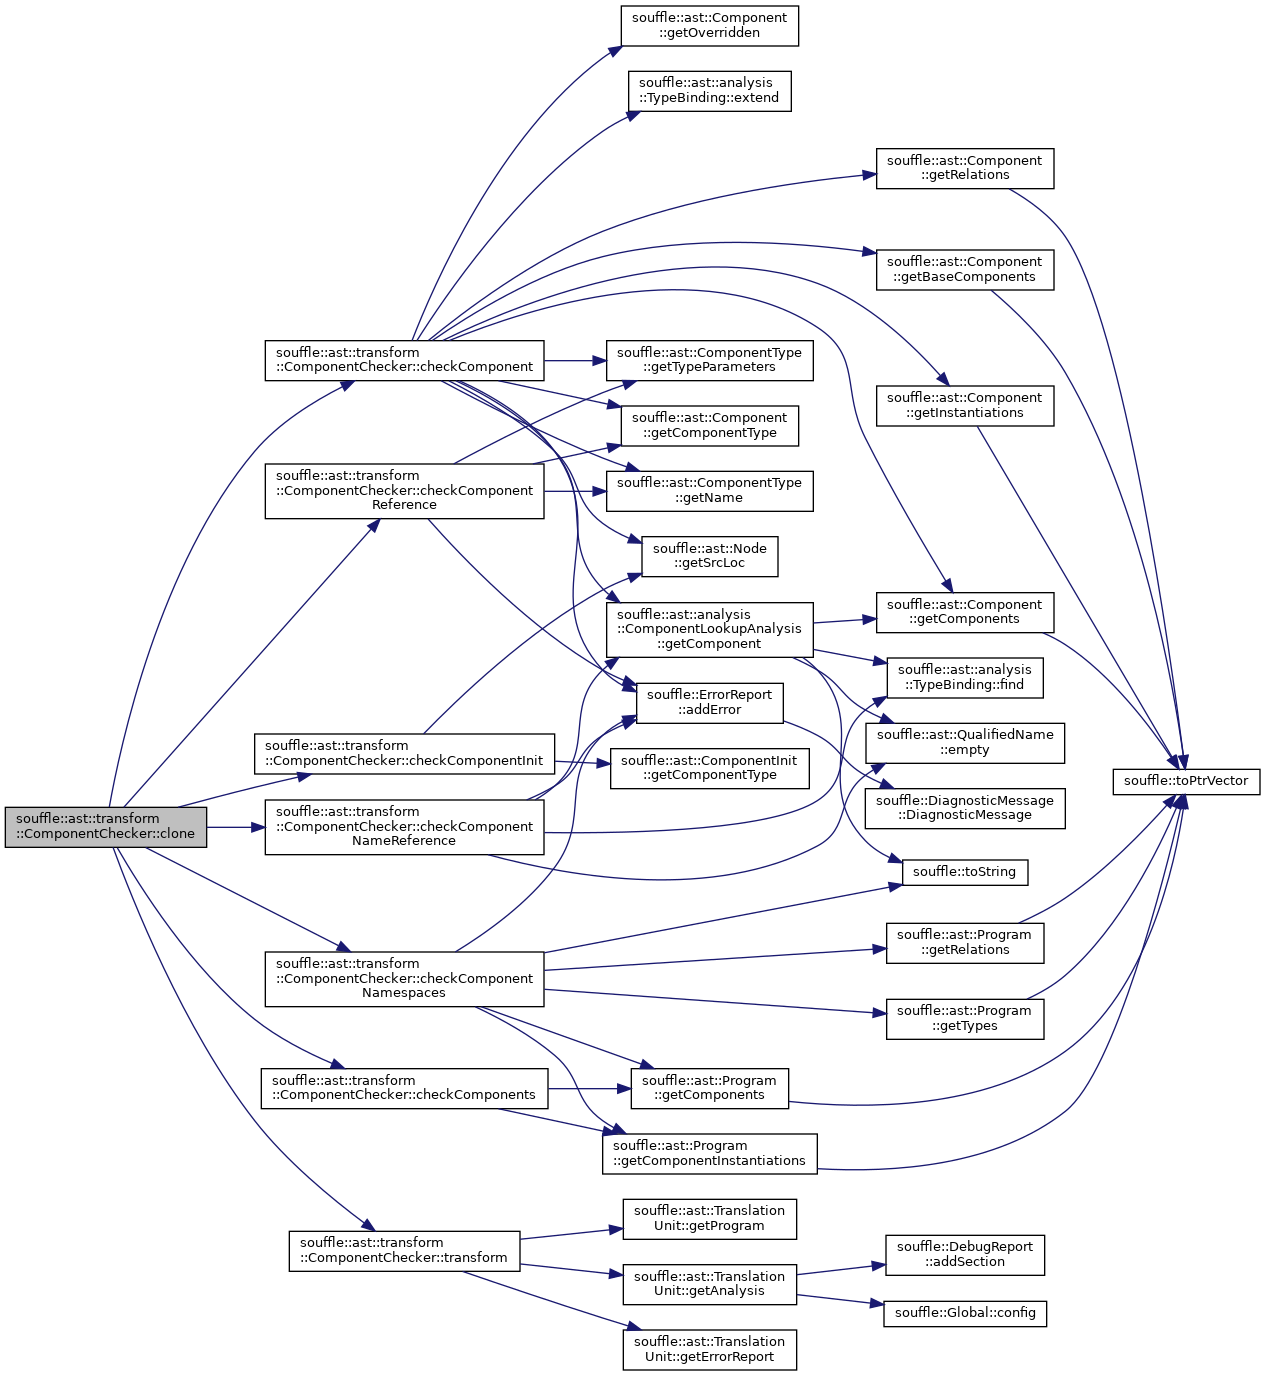 souffle::ast::Component
::getOverridden
souffle::ast::analysis
::TypeBinding::extend
souffle::ast::Component
::getRelations
souffle::ast::Component
::getBaseComponents
souffle::ast::transform
::ComponentChecker::checkComponent
souffle::ast::ComponentType
::getTypeParameters
souffle::ast::Component
::getInstantiations
souffle::ast::Component
::getComponentType
souffle::ast::transform
::ComponentChecker::checkComponent
Reference
souffle::ast::ComponentType
::getName
souffle::ast::Node
::getSrcLoc
souffle::ast::analysis
::ComponentLookupAnalysis
::getComponent
souffle::ast::Component
::getComponents
souffle::ast::analysis
::TypeBinding::find
souffle::ErrorReport
::addError
souffle::ast::QualifiedName
::empty
souffle::ast::transform
::ComponentChecker::checkComponentInit
souffle::ast::ComponentInit
::getComponentType
souffle::toPtrVector
souffle::DiagnosticMessage
::DiagnosticMessage
souffle::ast::transform
::ComponentChecker::clone
souffle::ast::transform
::ComponentChecker::checkComponent
NameReference
souffle::toString
souffle::ast::Program
::getRelations
souffle::ast::transform
::ComponentChecker::checkComponent
Namespaces
souffle::ast::Program
::getTypes
souffle::ast::transform
::ComponentChecker::checkComponents
souffle::ast::Program
::getComponents
souffle::ast::Program
::getComponentInstantiations
souffle::ast::Translation
Unit::getProgram
souffle::ast::transform
::ComponentChecker::transform
souffle::DebugReport
::addSection
souffle::ast::Translation
Unit::getAnalysis
souffle::Global::config
souffle::ast::Translation
Unit::getErrorReport